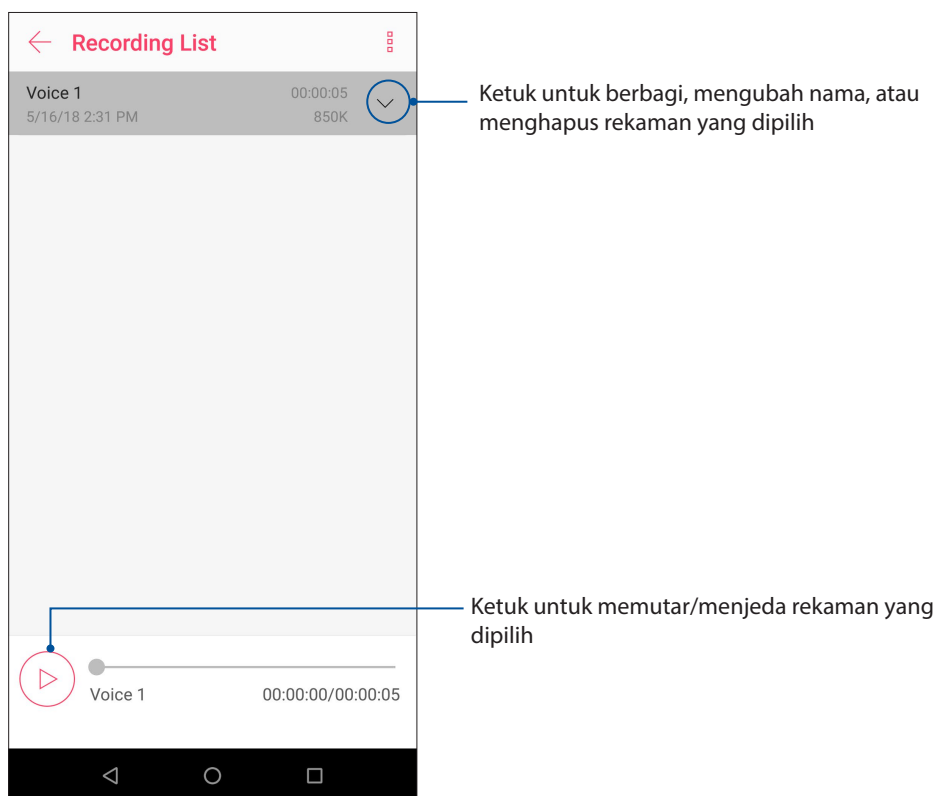 Recording List
Voice 1
00:00:05
5/16/18 2:31 PM
850K
Ketuk untuk berbagi, mengubah nama, atau
menghapus rekaman yang dipilih
Ketuk untuk memutar/menjeda rekaman yang
dipilih
Voice 1
00:00:00/00:00:05